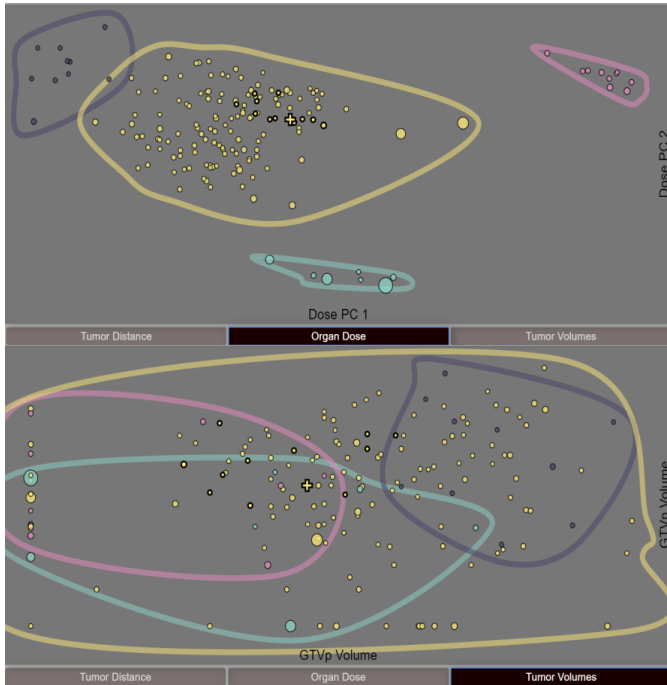 Dose PC 2
Dose PC 1
Tumor Distance
Organ Dose
Tumor Volumes
GTVn Volume
GTVp Volume
Tumor Distance
Organ Dose
Tumor Volumes